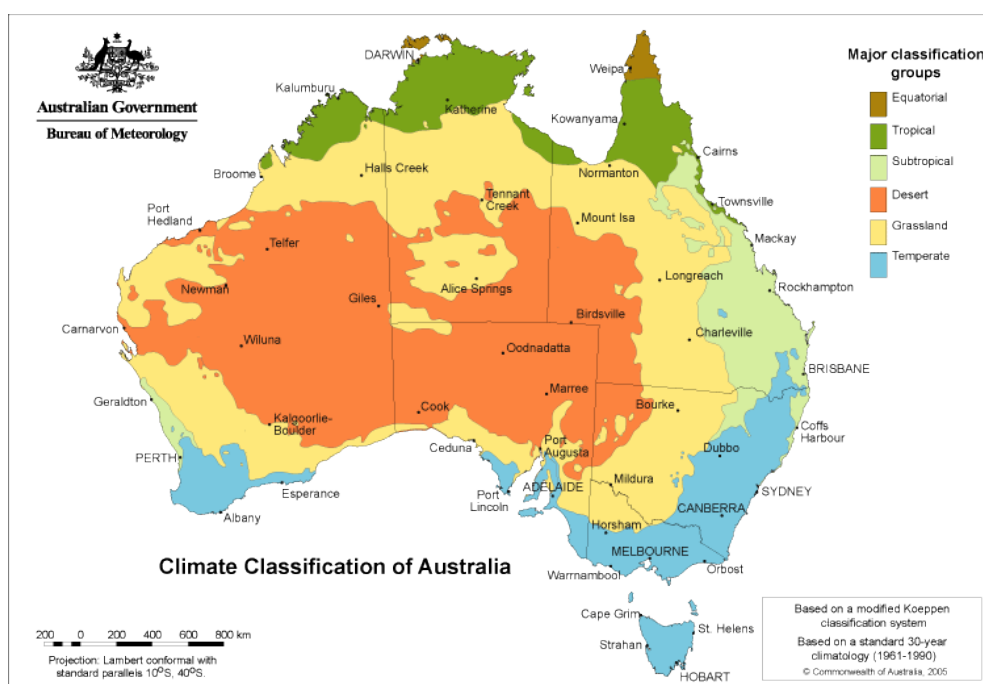 Australian Government
Bureau of Meteorology
Major classification
groups
Equatorial
Tropical
Subtropical
Desert
Grassland
Temperate
DARWIN
Weipa
Kalumburu
Katherine
Kowanyama
Cairns
Halls Creek
Normanton
Broome
Tennant
Creek
Townsville
Port
Hedland
Mount Isa
Mackay
Telfer
Longreach
Newman
Alice Springs
Rockhampton
Giles
Birdsville
Carnarvon
Charleville
Wiluna
Oodnadatta
BRISBANE
Marree
Geraldton
Cook
Bourke
Kalgoorlie-
Boulder
Coffs
Harbour
Ceduna
Port
Augusta
Dubbo
PERTH
Mildura
Esperance
Port
Lincoln
ADELAIDE
SYDNEY
CANBERRA
Albany
Horsham
MELBOURNE
Warrnambool
Orbost
Climate Classification of Australia
Cape Grim
St. Helens
Strahan
HOBART
200 0 200 400 600 800 km
Projection: Lambert conformal with
standard parallels 10°S, 40°S.
Based on a modified Koeppen
classification system
Based on a standard 30-year
climatology (1961-1990)
© Commonwealth of Australia, 2005